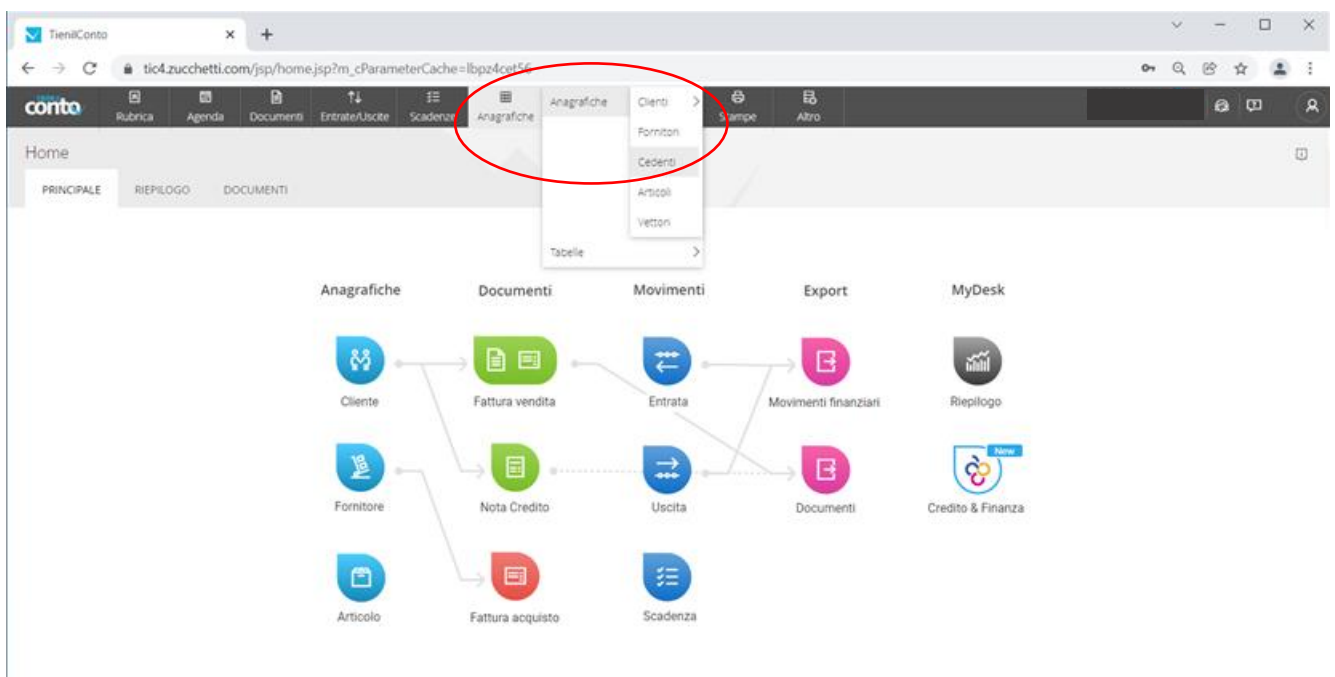 TieniIConto
tic4.zucchetti.com/jsp/home.jsp?m_cParameterCache=lbpz4cet56
conto
Rubrica Agenda Documenti Entrate/Uscite Scadenze Anagrafiche Anagrafiche Clienti Stampe Altro
Fornitori
Home
Cedenti
PRINCIPALE RIEPILOGO DOCUMENTI
Articoli
Vettori
Tabelle
Anagrafiche Documenti Movimenti Export MyDesk
Cliente Fattura vendita Entrata Movimenti finanziari Riepilogo
New
Fornitore Nota Credito Uscita Documenti Credito & Finanza
Articolo Fattura acquisto Scadenza